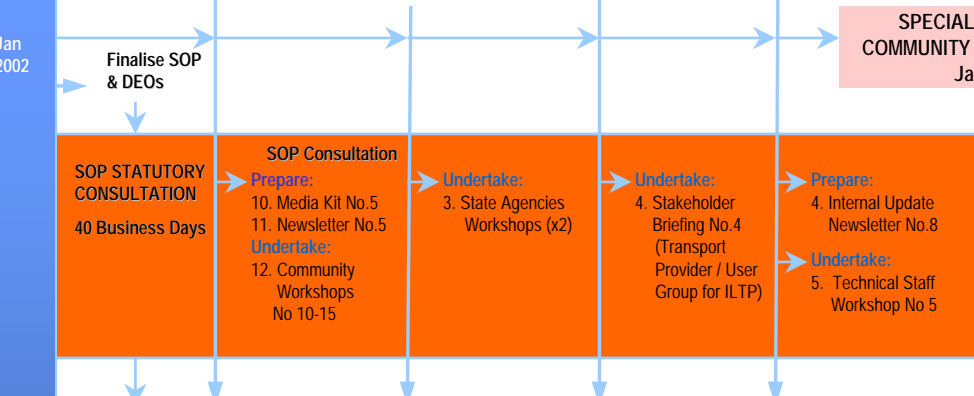 Jan
2002
Finalise SOP
& DEOs
SPECIAL
COMMUNITY
Ja
SOP STATUTORY
CONSULTATION
40 Business Days
SOP Consultation
Prepare:
10. Media Kit No.5
11. Newsletter No.5
Undertake:
12. Community
Workshops
No 10-15
Undertake:
3. State Agencies
Workshops (x2)
Undertake:
4. Stakeholder
Briefing No.4
(Transport
Provider / User
Group for ILTP)
Prepare:
4. Internal Update
Newsletter No.8
Undertake:
5. Technical Staff
Workshop No 5